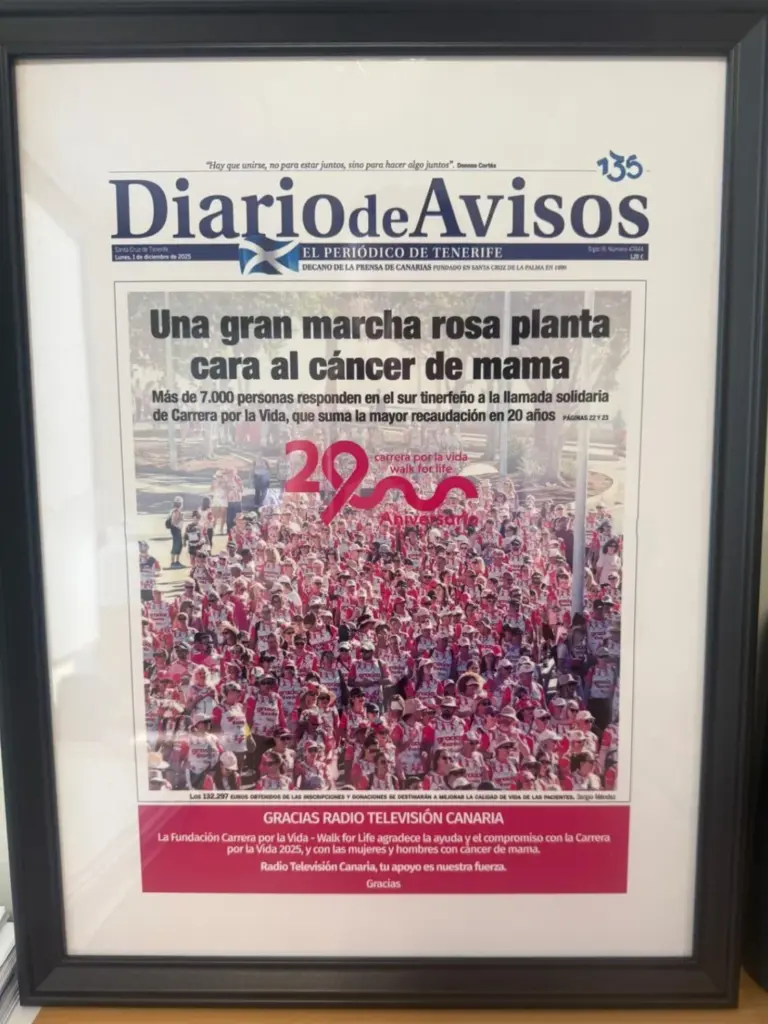 "Hay que unirse, no para estar juntos, sino para hacer algo juntos". Donoso Cortés
135
Diario de Avisos
Santa Cruz de Tenerife
Lunes, 1 de diciembre de 2025
EL PERIÓDICO DE TENERIFE
1,20 €
DECANO DE LA PRENSA DE CANARIAS FUNDADO EN SANTA CRUZ DE LA PALMA EN 1890
Una gran marcha rosa planta
cara al cáncer de mama
Más de 7.000 personas responden en el sur tinerfeño a la llamada solidaria
de Carrera por la Vida, que suma la mayor recaudación en 20 años PÁGINAS 22 Y 23
20
carrera por la vida
walk for life
Aniversario
LOS 132.297 EUROS OBTENIDOS DE LAS INSCRIPCIONES Y DONACIONES SE DESTINARÁN A MEJORAR LA CALIDAD DE VIDA DE LAS PACIENTES. Sergio Méndez
GRACIAS RADIO TELEVISIÓN CANARIA
La Fundación Carrera por la Vida - Walk for Life agradece la ayuda y el compromiso con la Carrera
por la Vida 2025, y con las mujeres y hombres con cáncer de mama.
Radio Televisión Canaria, tu apoyo es nuestra fuerza.
Gracias